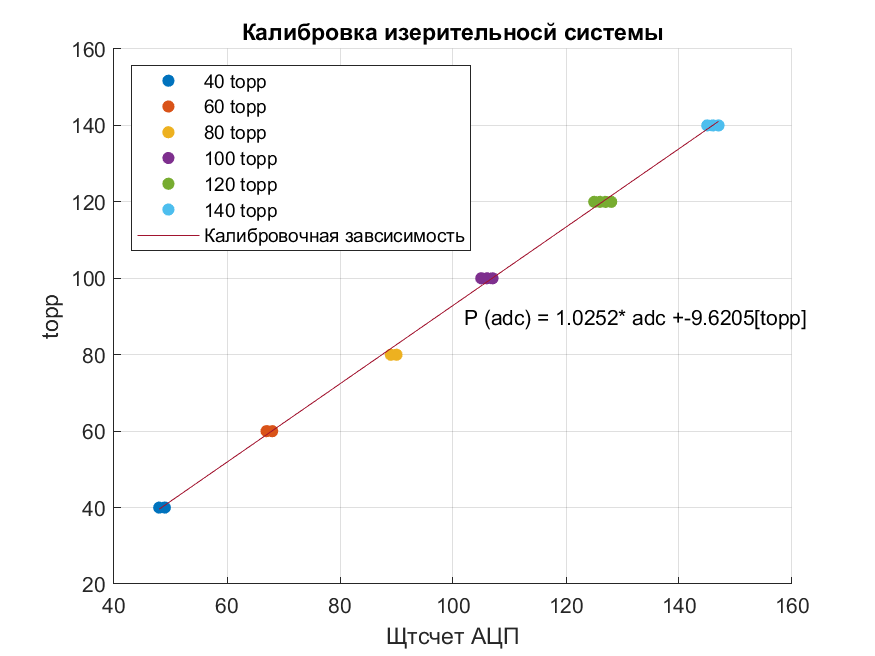 Калибровка изерительносй системы
160
140
120
100
80
60
40
20
торр
40 торр
60 торр
80 торр
100 торр
120 торр
140 торр
Калибровочная завсисимость
P (adc) = 1.0252* adc +-9.6205[торр]
40
60
80
100
120
140
160
Щтсчет АЦП